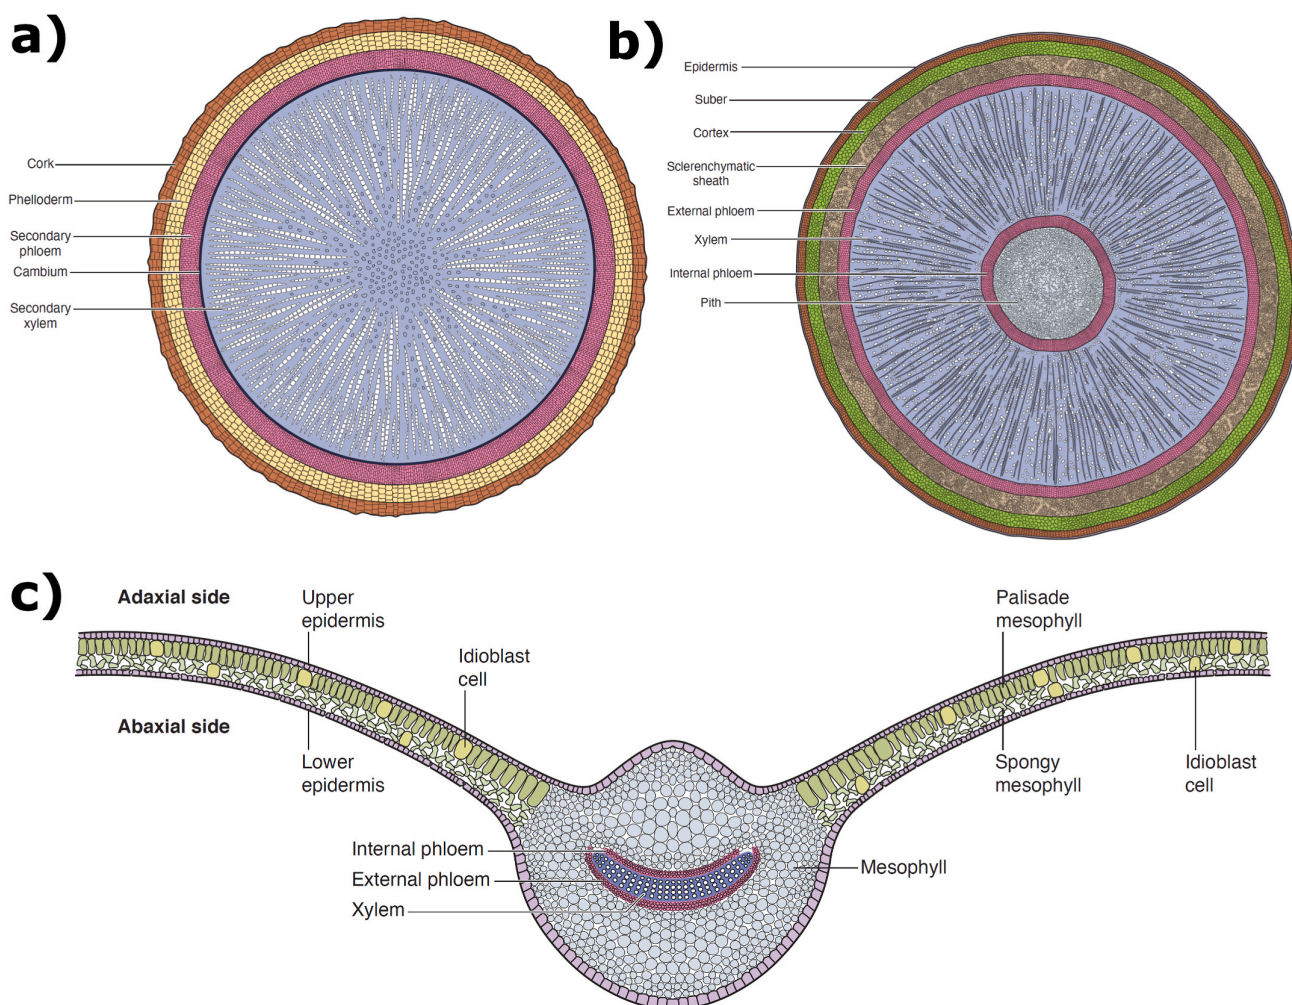 a)
Cork
Phelloderm
Secondary
phloem
Cambium
Secondary
xylem
b)
Epidermis
Suber
Cortex
Sclerenchymatic
sheath
External phloem
Xylem
Internal phloem
Pith
c)
Adaxial side
Abaxial side
Upper
epidermis
Lower
epidermis
Idioblast
cell
Palisade
mesophyll
Spongy
mesophyll
Idioblast
cell
Internal phloem
External phloem
Xylem
Mesophyll